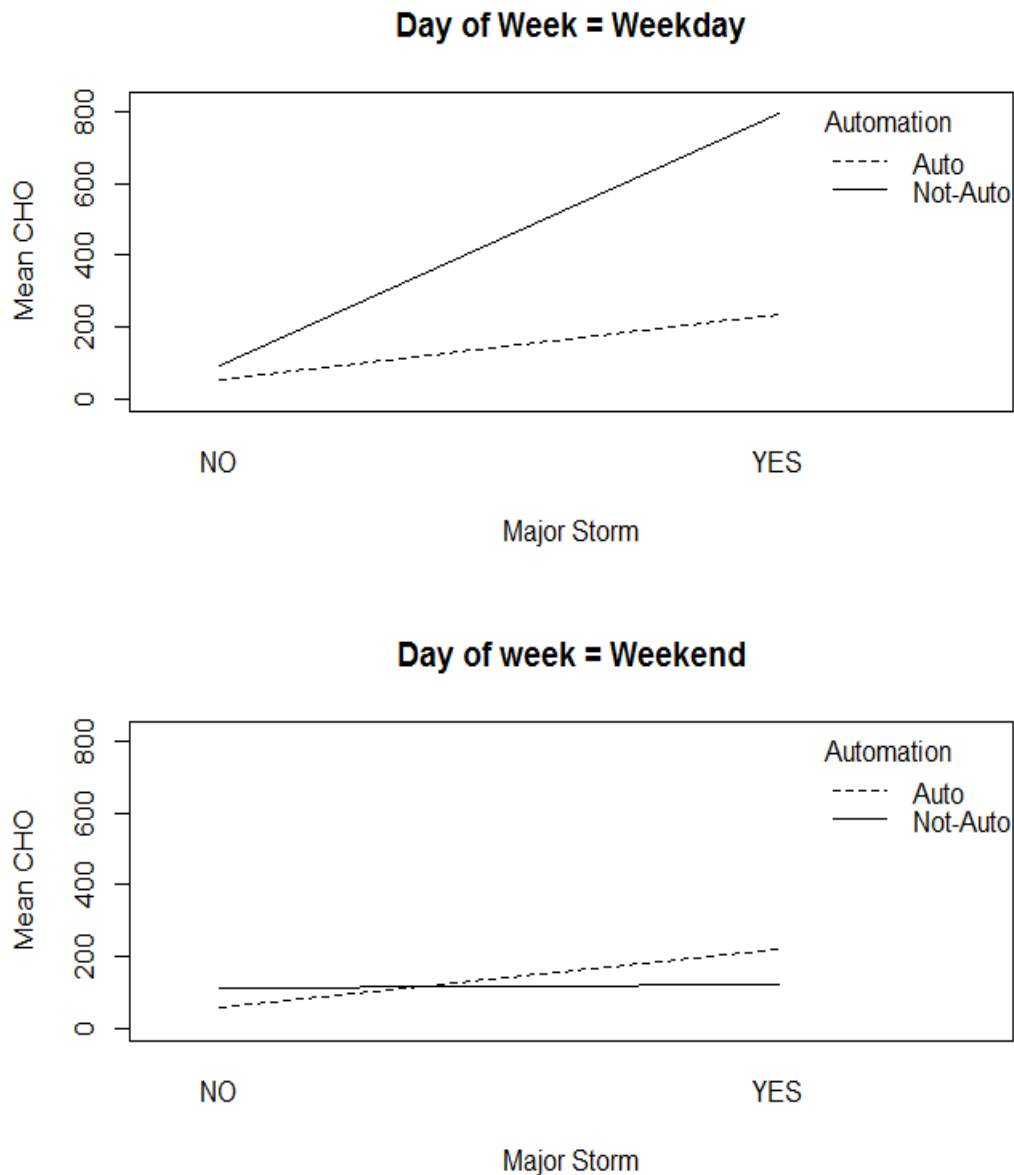 Day of Week = Weekday
Mean CHO
800
600
400
200
0
Automation
Auto
Not-Auto
NO
YES
Major Storm
Day of week = Weekend
Mean CHO
800
600
400
200
0
Automation
Auto
Not-Auto
NO
YES
Major Storm